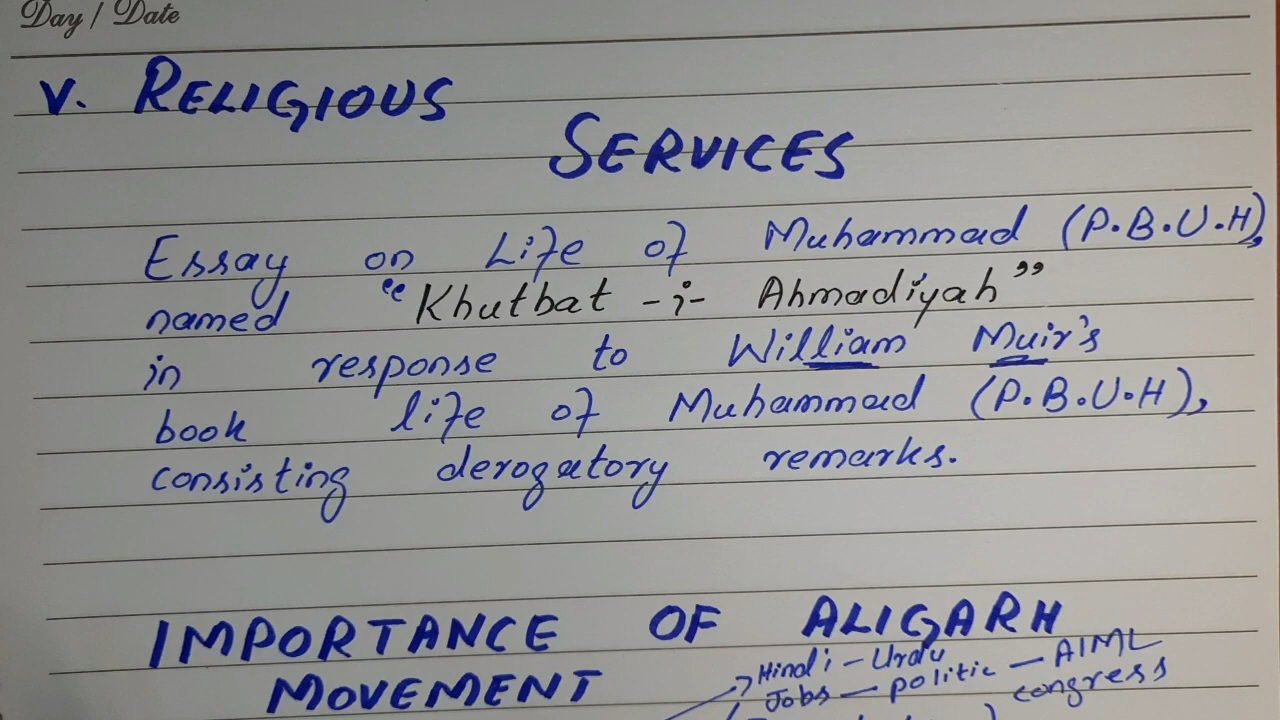 Day / Date
V. RELIGIOUS
SERVICES
Essay on Life of Muhammad (P.B.U.H),
named "Khutbat -i- Ahmadiyah"
in response to William Muir's
book life of Muhammad (P.B.U.H),
consisting derogatory remarks.
IMPORTANCE OF ALIGARH
MOVEMENT
Hindi - Urdu
Jobs — politic — AIML
congress